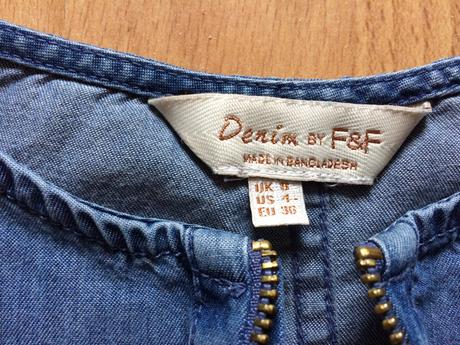 Denim BY F&F
MADE IN BANGLADESH
UK 8
US 4
EU 36